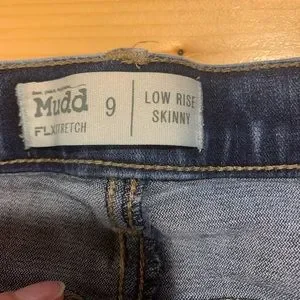 Mudd
FLX STRETCH
9
LOW RISE
SKINNY